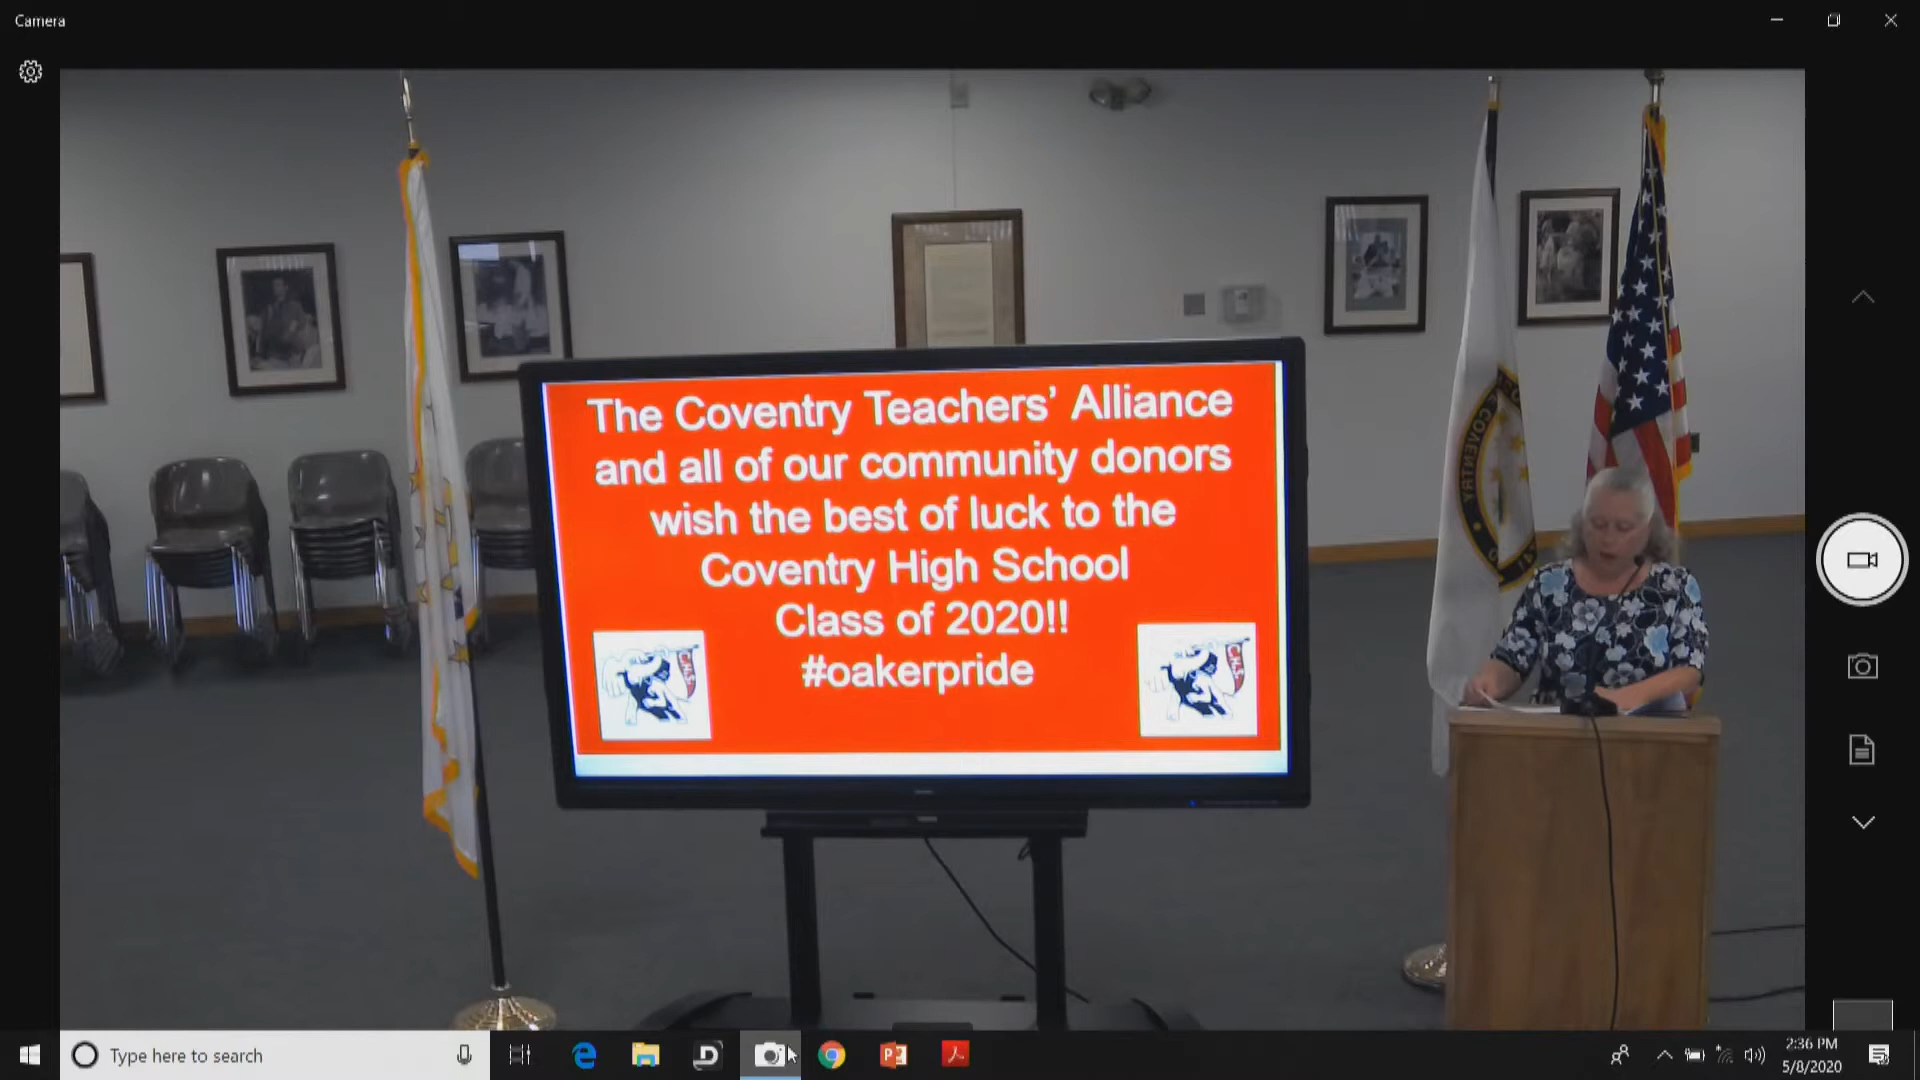 Camera
The Coventry Teachers’ Alliance
and all of our community donors
wish the best of luck to the
Coventry High School
Class of 2020!!
#oakerpride
C.H.S.
C.H.S.
COVENTRY
Type here to search
2:36 PM
5/8/2020